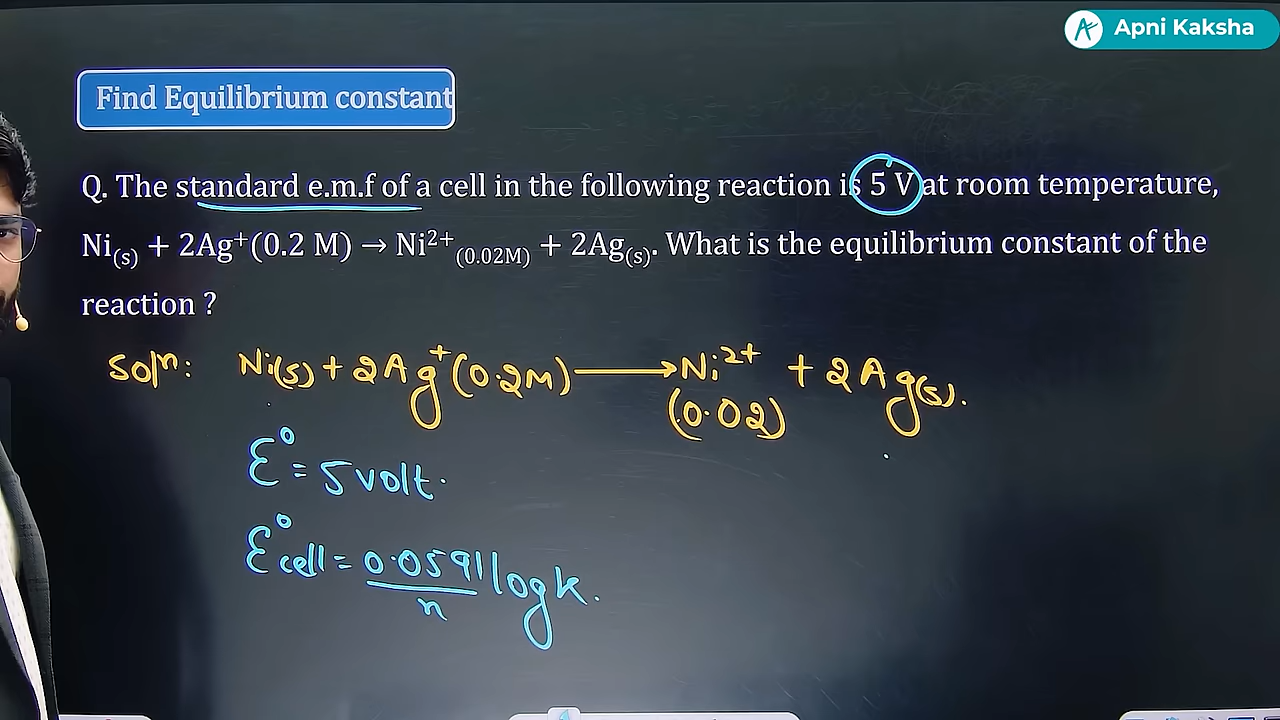 Apni Kaksha
Find Equilibrium constant
Q. The standard e.m.f of a cell in the following reaction is 5 V at room temperature,
Ni₍ₛ₎ + 2Ag⁺(0.2 M) → Ni²⁺₍₀.₀₂M₎ + 2Ag₍ₛ₎. What is the equilibrium constant of the
reaction ?
Solⁿ: Ni(s) + 2Ag⁺(0.2M) ⟶ Ni²⁺ + 2Ag(s).
(0.02)
Ɛ⁰ = 5 volt.
Ɛ⁰cell = 0.0591/n log k.